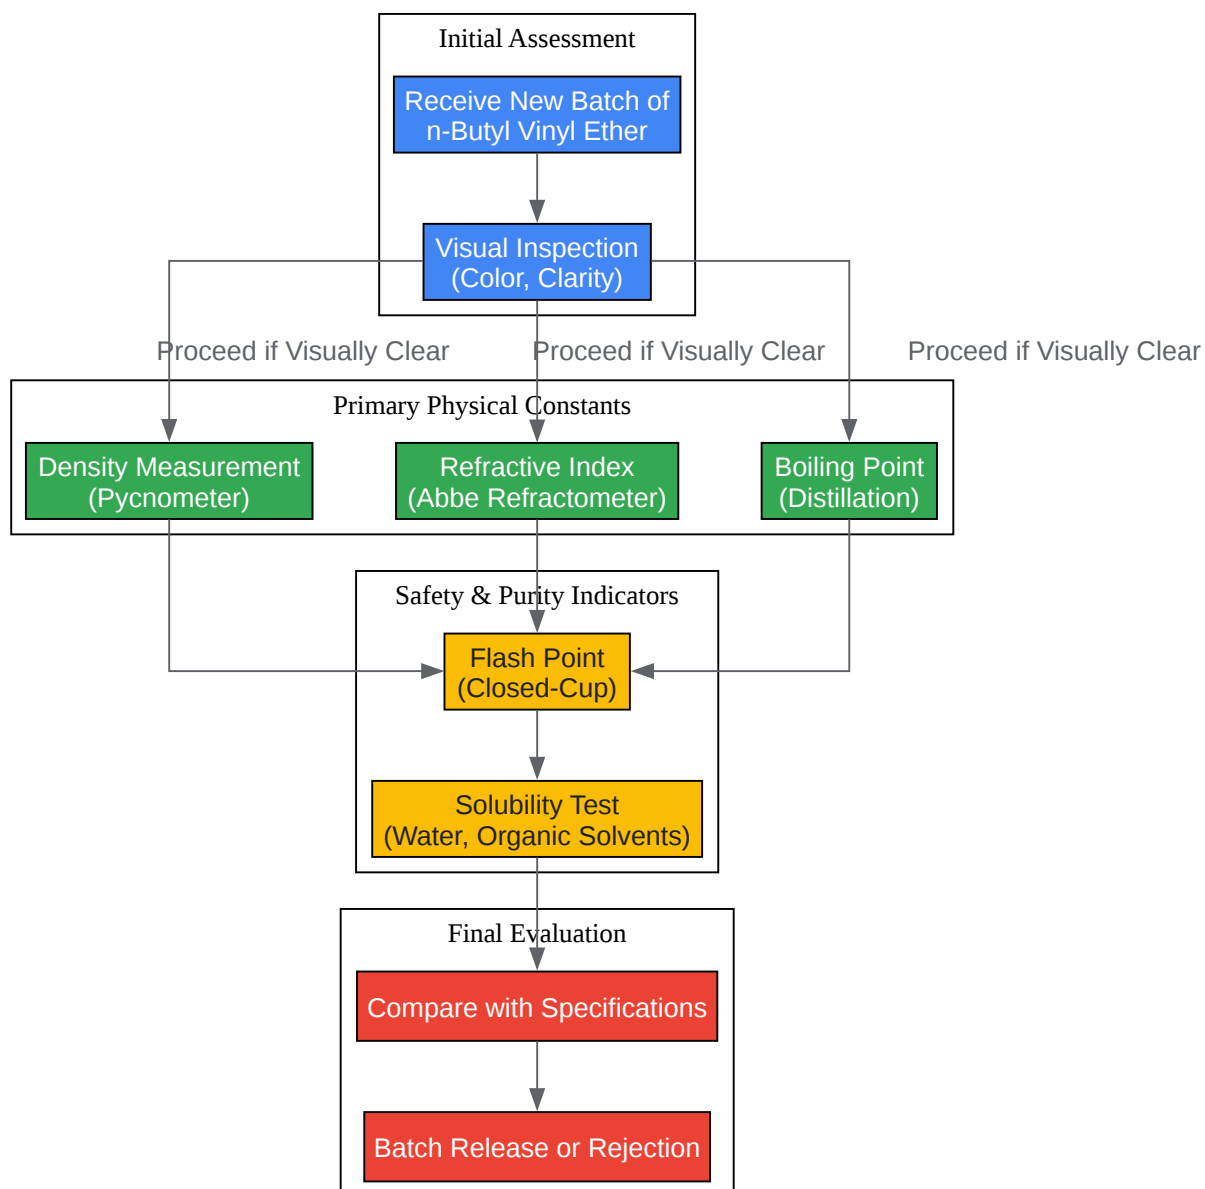 Initial Assessment
Receive New Batch of
n-Butyl Vinyl Ether
Visual Inspection
(Color, Clarity)
Proceed if Visually Clear
Proceed if Visually Clear
Proceed if Visually Clear
Primary Physical Constants
Density Measurement
(Pycnometer)
Refractive Index
(Abbe Refractometer)
Boiling Point
(Distillation)
Safety & Purity Indicators
Flash Point
(Closed-Cup)
Solubility Test
(Water, Organic Solvents)
Final Evaluation
Compare with Specifications
Batch Release or Rejection